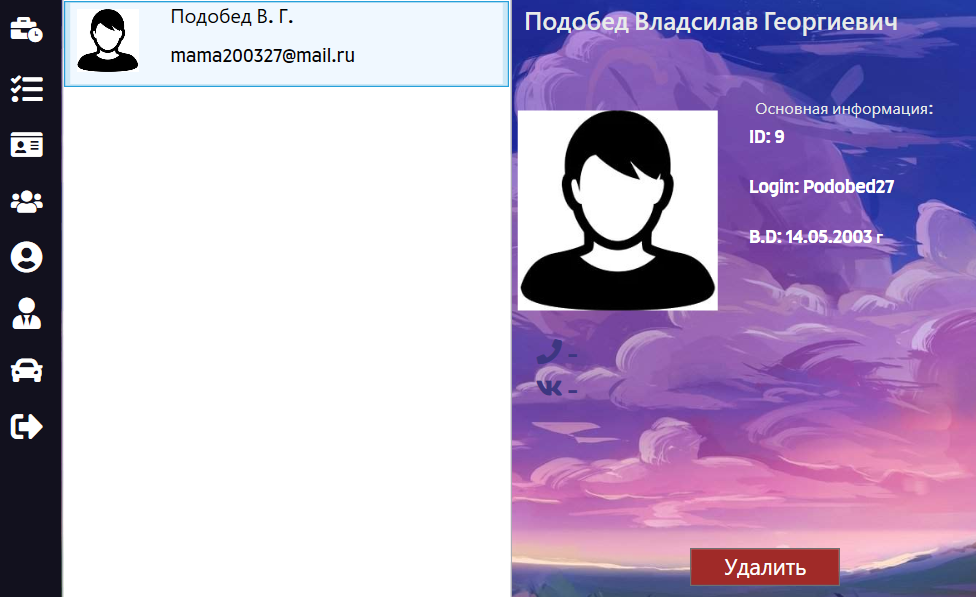 Подобед В. Г.
mama200327@mail.ru
Подобед Владсилав Георгиевич
Основная информация:
ID: 9
Login: Podobed27
B.D: 14.05.2003 г
-
-
Удалить